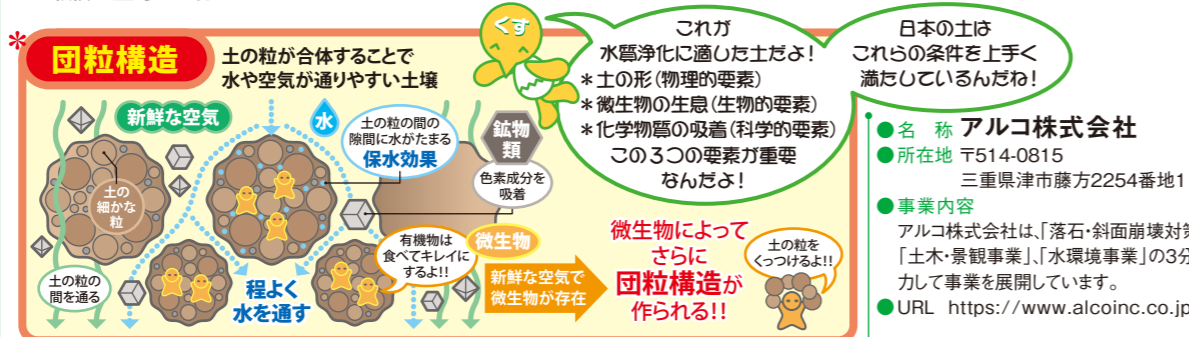 くす
これが
水質浄化に適した土だよ!
*土の形(物理的要素)
*微生物の生息(生物的要素)
*化学物質の吸着(科学的要素)
この3つの要素が重要
なんだよ!
日本の土は
これらの条件を上手く
満たしているんだね!
*
団粒構造
土の粒が合体することで
水や空気が通りやすい土壌
新鮮な空気
水
土の粒の間の
隙間に水がたまる
保水効果
鉱物
類
色素成分を
吸着
土の
細かな
粒
土の粒の
間を通る
程よく
水を通す
有機物は
食べてキレイに
するよ!!
微生物
新鮮な空気で
微生物が存在
微生物によって
さらに
団粒構造が
作られる!!
土の粒を
くっつけるよ!!
●名 称 アルコ株式会社
●所在地 〒514-0815
三重県津市藤方2254番地1
●事業内容
アルコ株式会社は、「落石・斜面崩壊対策
「土木・景観事業」、「水環境事業」の3分
力して事業を展開しています。
●URL https://www.alcoinc.co.jp